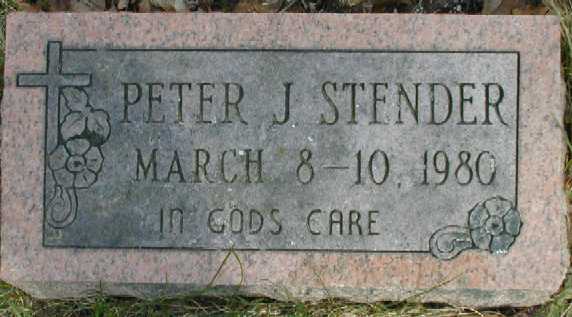 PETER J STENDER
MARCH 8-10, 1980
IN GODS CARE